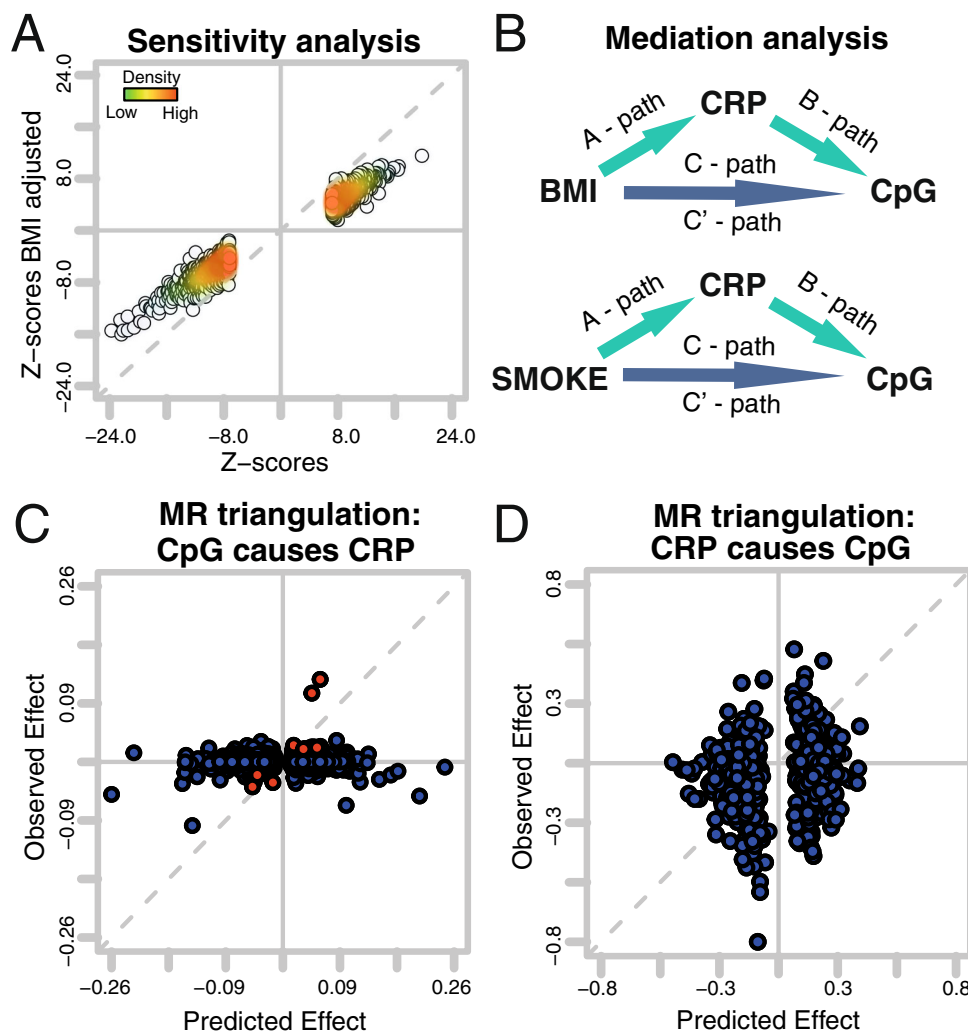 A
Sensitivity analysis
Density
Low High
24.0
8.0
−8.0
−24.0
Z−scores BMI adjusted
−24.0 −8.0 8.0 24.0
Z−scores
B
Mediation analysis
CRP
A - path
B - path
BMI
C - path
CpG
C' - path
CRP
A - path
B - path
SMOKE
C - path
CpG
C' - path
C
MR triangulation:
CpG causes CRP
0.26
0.09
−0.09
−0.26
Observed Effect
−0.26 −0.09 0.09 0.26
Predicted Effect
D
MR triangulation:
CRP causes CpG
0.8
0.3
−0.3
−0.8
Observed Effect
−0.8 −0.3 0.3 0.8
Predicted Effect